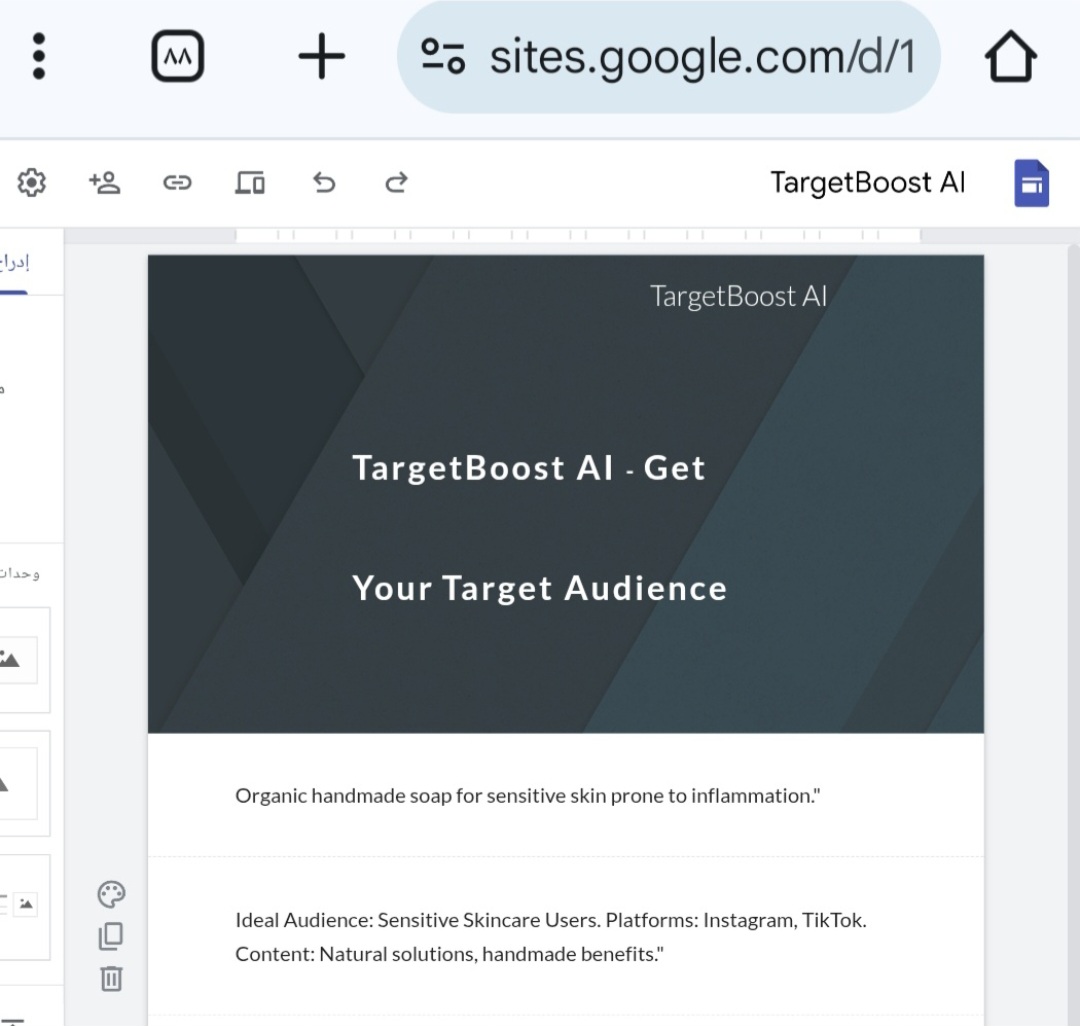 sites.google.com/d/1
TargetBoost AI
إدراج
TargetBoost AI
TargetBoost AI - Get
Your Target Audience
وحدات
Organic handmade soap for sensitive skin prone to inflammation."
Ideal Audience: Sensitive Skincare Users. Platforms: Instagram, TikTok.
Content: Natural solutions, handmade benefits."